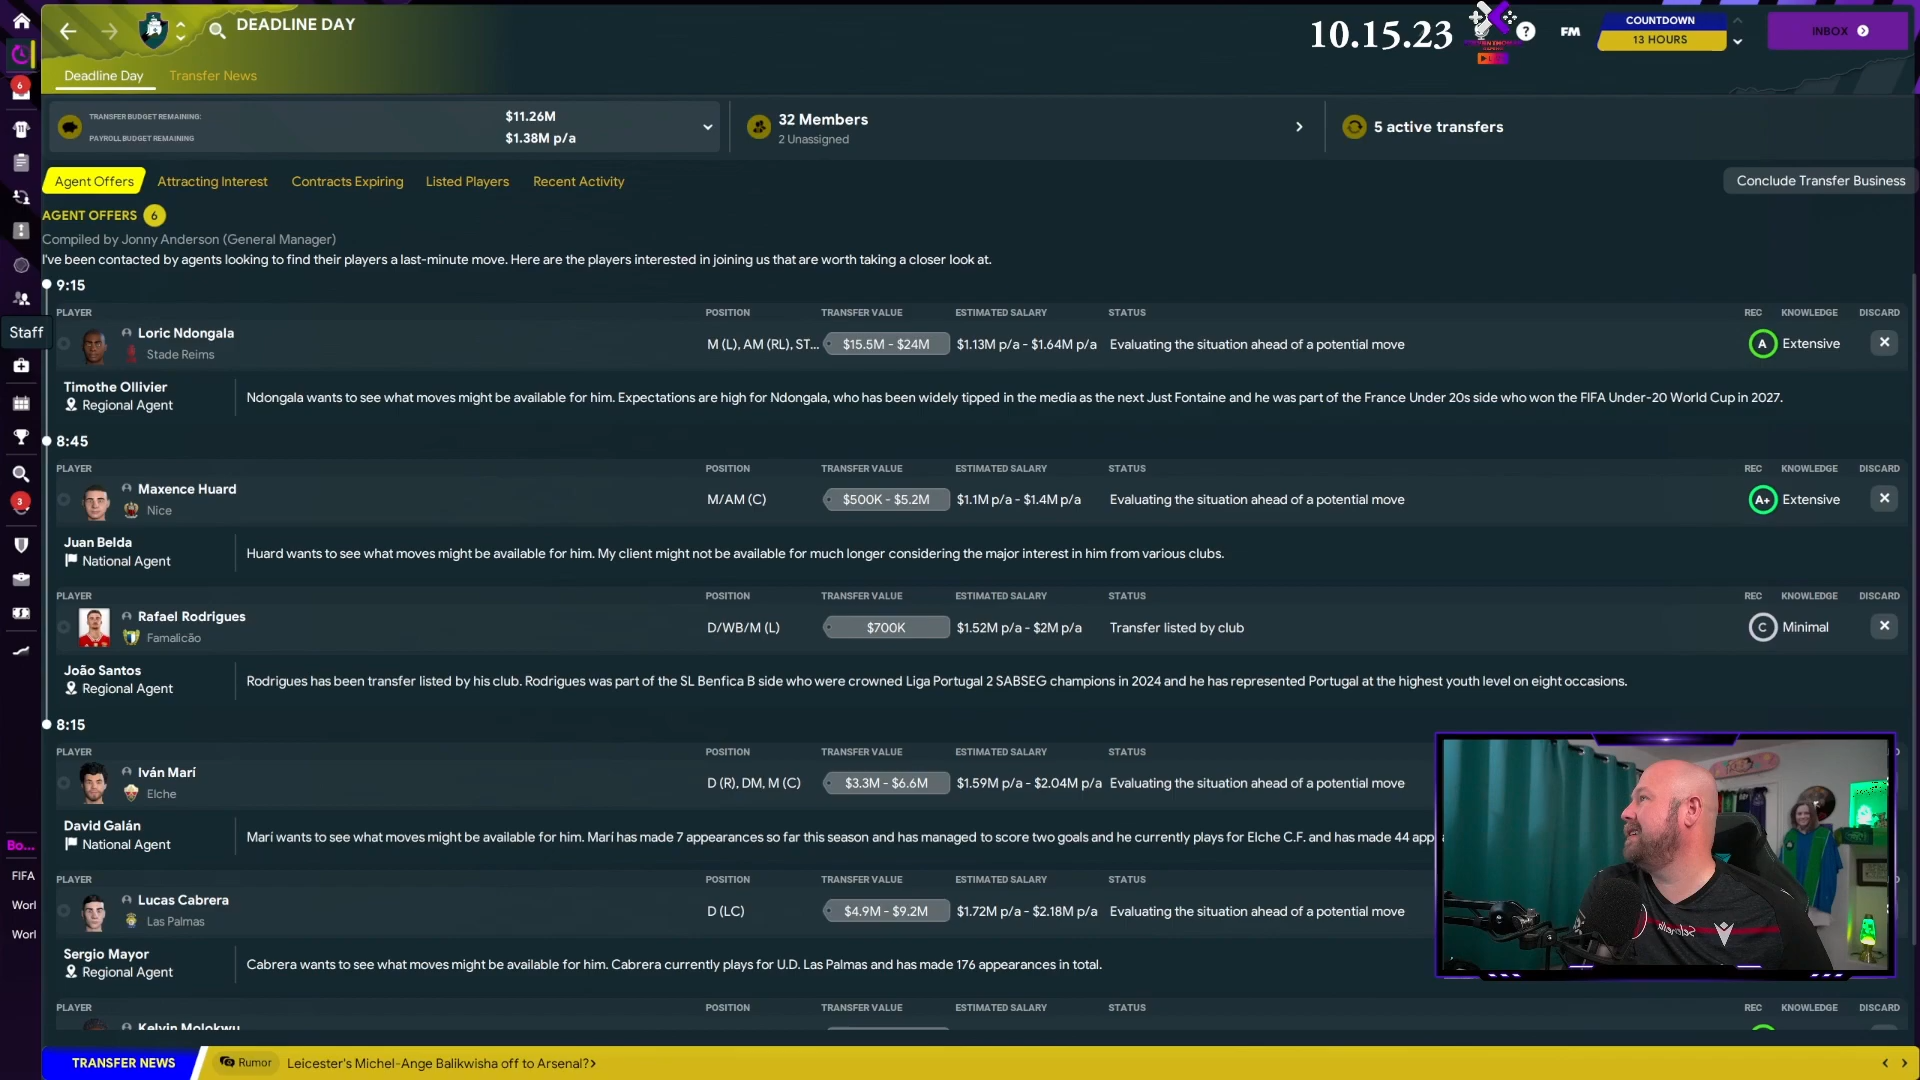 DEADLINE DAY
10.15.23
FM
COUNTDOWN
13 HOURS
INBOX
Deadline Day
Transfer News
TRANSFER BUDGET REMAINING:
$11.26M
PAYROLL BUDGET REMAINING
$1.38M p/a
32 Members
2 Unassigned
5 active transfers
Agent Offers
Attracting Interest
Contracts Expiring
Listed Players
Recent Activity
Conclude Transfer Business
AGENT OFFERS 6
Compiled by Jonny Anderson (General Manager)
I've been contacted by agents looking to find their players a last-minute move. Here are the players interested in joining us that are worth taking a closer look at.
9:15
PLAYER POSITION TRANSFER VALUE ESTIMATED SALARY STATUS REC KNOWLEDGE DISCARD
Loric Ndongala
Stade Reims
M (L), AM (RL), ST... $15.5M - $24M $1.13M p/a - $1.64M p/a Evaluating the situation ahead of a potential move A Extensive
Timothe Ollivier
Regional Agent
Ndongala wants to see what moves might be available for him. Expectations are high for Ndongala, who has been widely tipped in the media as the next Just Fontaine and he was part of the France Under 20s side who won the FIFA Under-20 World Cup in 2027.
8:45
PLAYER POSITION TRANSFER VALUE ESTIMATED SALARY STATUS REC KNOWLEDGE DISCARD
Maxence Huard
Nice
M/AM (C) $500K - $5.2M $1.1M p/a - $1.4M p/a Evaluating the situation ahead of a potential move A+ Extensive
Juan Belda
National Agent
Huard wants to see what moves might be available for him. My client might not be available for much longer considering the major interest in him from various clubs.
PLAYER POSITION TRANSFER VALUE ESTIMATED SALARY STATUS REC KNOWLEDGE DISCARD
Rafael Rodrigues
Famalicão
D/WB/M (L) $700K $1.52M p/a - $2M p/a Transfer listed by club C Minimal
João Santos
Regional Agent
Rodrigues has been transfer listed by his club. Rodrigues was part of the SL Benfica B side who were crowned Liga Portugal 2 SABSEG champions in 2024 and he has represented Portugal at the highest youth level on eight occasions.
8:15
PLAYER POSITION TRANSFER VALUE ESTIMATED SALARY STATUS
Iván Marí
Elche
D (R), DM, M (C) $3.3M - $6.6M $1.59M p/a - $2.04M p/a Evaluating the situation ahead of a potential move
David Galán
National Agent
Marí wants to see what moves might be available for him. Marí has made 7 appearances so far this season and has managed to score two goals and he currently plays for Elche C.F. and has made 44 app
PLAYER POSITION TRANSFER VALUE ESTIMATED SALARY STATUS
Lucas Cabrera
Las Palmas
D (LC) $4.9M - $9.2M $1.72M p/a - $2.18M p/a Evaluating the situation ahead of a potential move
Sergio Mayor
Regional Agent
Cabrera wants to see what moves might be available for him. Cabrera currently plays for U.D. Las Palmas and has made 176 appearances in total.
PLAYER POSITION TRANSFER VALUE ESTIMATED SALARY STATUS REC KNOWLEDGE DISCARD
Kelvin Molokwu
6
11
Staff
3
Bo...
FIFA
Worl
Worl
TRANSFER NEWS
Rumor
Leicester's Michel-Ange Balikwisha off to Arsenal?